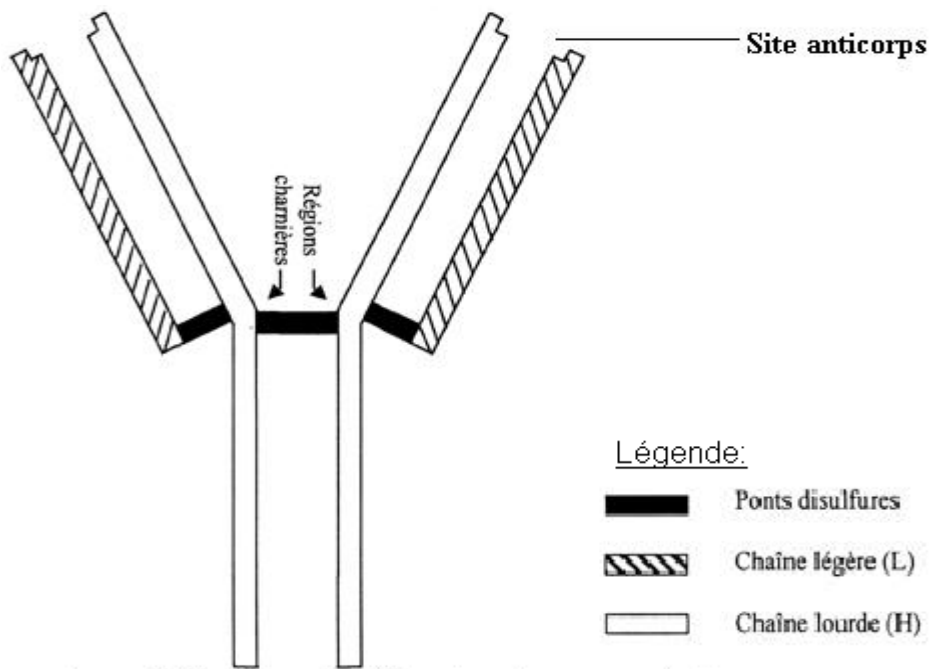 Site anticorps
Régions
charnières
Légende:
Ponts disulfures
Chaîne légère (L)
Chaîne lourde (H)